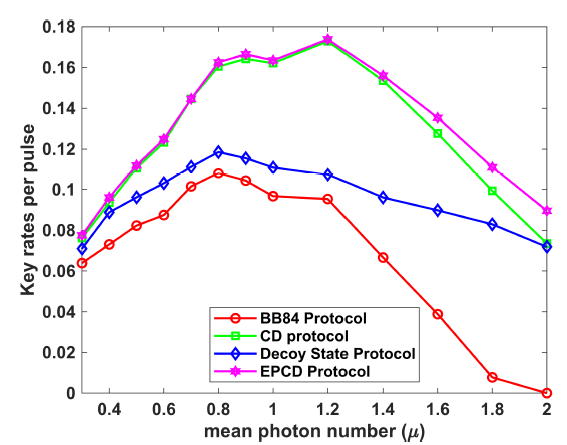 0.18
0.16
0.14
0.12
0.1
0.08
0.06
0.04
0.02
0
Key rates per pulse
BB84 Protocol
CD protocol
Decoy State Protocol
EPCD Protocol
0.4 0.6 0.8 1 1.2 1.4 1.6 1.8 2
mean photon number (μ)